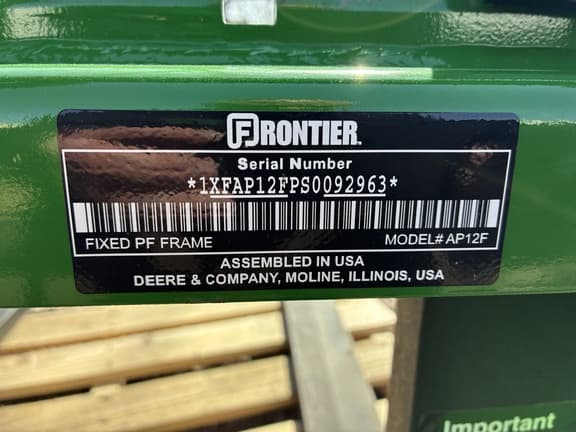 FRONTIER
Serial Number
*1XFAP12FPS0092963*
FIXED PF FRAME
MODEL# AP12F
ASSEMBLED IN USA
DEERE & COMPANY, MOLINE, ILLINOIS, USA
Important